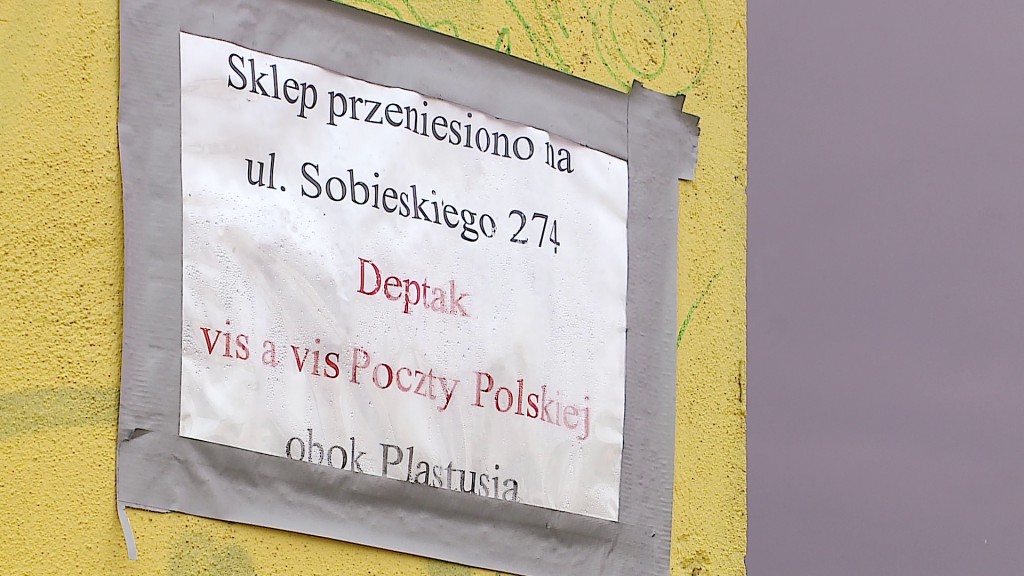 Sklep przeniesiono na
ul. Sobieskiego 274
Deptak
vis a vis Poczty Polskiej
obok Plastusia